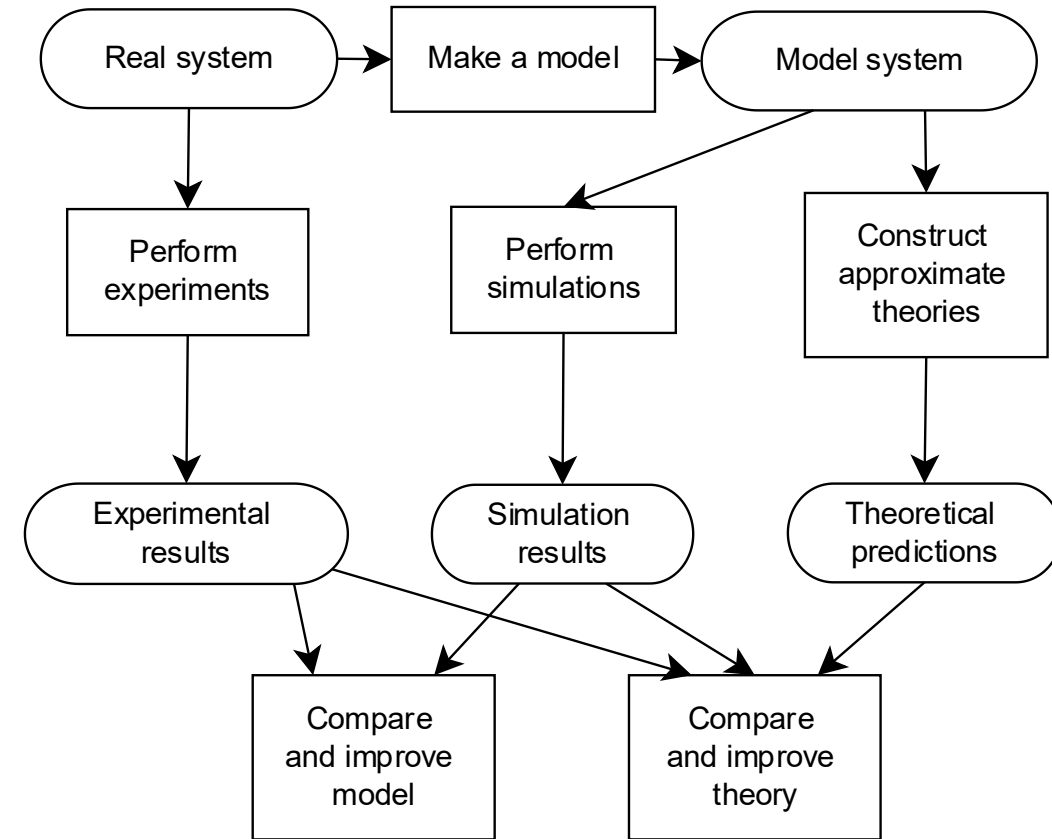 Real system
Make a model
Model system
Perform
experiments
Perform
simulations
Construct
approximate
theories
Experimental
results
Simulation
results
Theoretical
predictions
Compare
and improve
model
Compare
and improve
theory